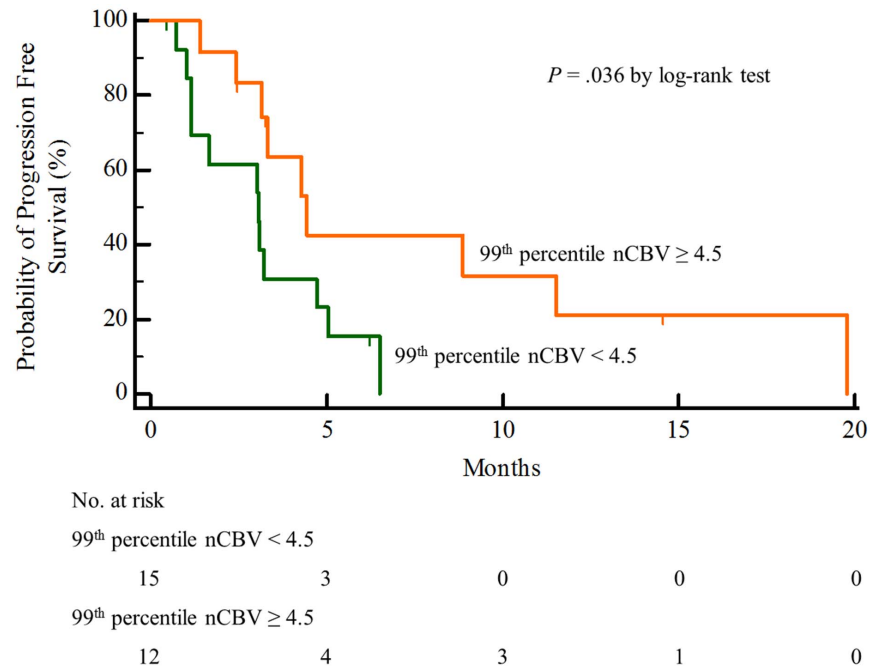 Probability of Progression Free
Survival (%)
100
80
60
40
20
0
P = .036 by log-rank test
99th percentile nCBV ≥ 4.5
99th percentile nCBV < 4.5
0 5 10 15 20
Months
No. at risk
99th percentile nCBV < 4.5
15 3 0 0 0
99th percentile nCBV ≥ 4.5
12 4 3 1 0